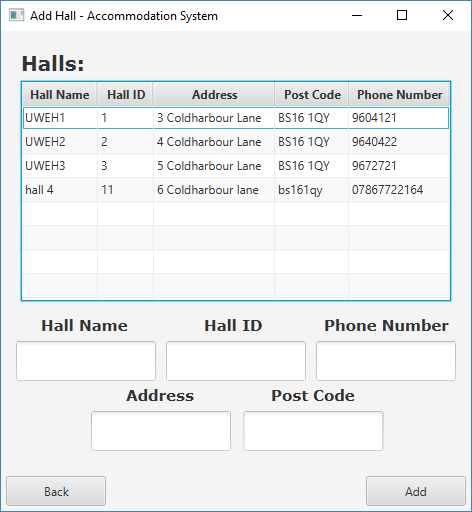 Add Hall - Accommodation System
Halls:
Hall Name Hall ID Address Post Code Phone Number
UWEH1 1 3 Coldharbour Lane BS16 1QY 9604121
UWEH2 2 4 Coldharbour Lane BS16 1QY 9640422
UWEH3 3 5 Coldharbour Lane BS16 1QY 9672721
hall 4 11 6 Coldharbour lane bs161qy 07867722164
Hall Name Hall ID Phone Number
Address Post Code
Back Add